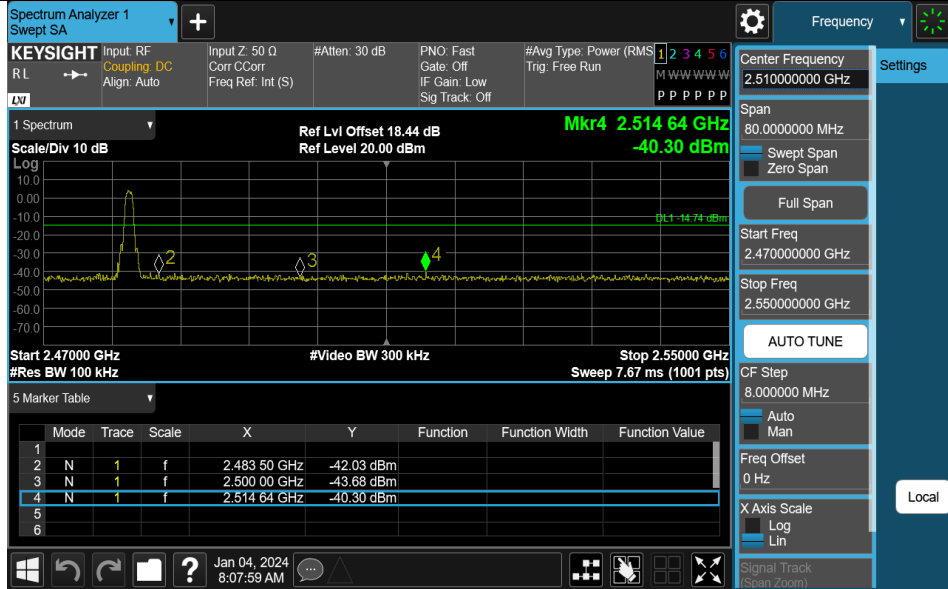 Spectrum Analyzer 1
Swept SA
+
Frequency
KEYSIGHT
RL
LXI
Input: RF
Coupling: DC
Align: Auto
Input Z: 50 Ω
Corr CCorr
Freq Ref: Int (S)
#Atten: 30 dB
PNO: Fast
Gate: Off
IF Gain: Low
Sig Track: Off
#Avg Type: Power (RMS
Trig: Free Run
1 2 3 4 5 6
M W W W W W
P P P P P P
1 Spectrum
Scale/Div 10 dB
Ref Lvl Offset 18.44 dB
Ref Level 20.00 dBm
Mkr4 2.514 64 GHz
-40.30 dBm
Log
10.0
0.00
-10.0
-20.0
-30.0
-40.0
-50.0
-60.0
-70.0
DL1 -14.74 dBm
2
3
4
Start 2.47000 GHz
#Video BW 300 kHz
Stop 2.55000 GHz
#Res BW 100 kHz
Sweep 7.67 ms (1001 pts)
5 Marker Table
Mode Trace Scale X Y Function Function Width Function Value
1
2 N 1 f 2.483 50 GHz -42.03 dBm
3 N 1 f 2.500 00 GHz -43.68 dBm
4 N 1 f 2.514 64 GHz -40.30 dBm
5
6
?
Jan 04, 2024
8:07:59 AM
Center Frequency
2.510000000 GHz
Settings
Span
80.0000000 MHz
Swept Span
Zero Span
Full Span
Start Freq
2.470000000 GHz
Stop Freq
2.550000000 GHz
AUTO TUNE
CF Step
8.000000 MHz
Auto
Man
Freq Offset
0 Hz
Local
X Axis Scale
Log
Lin
Signal Track
(Span Zoom)